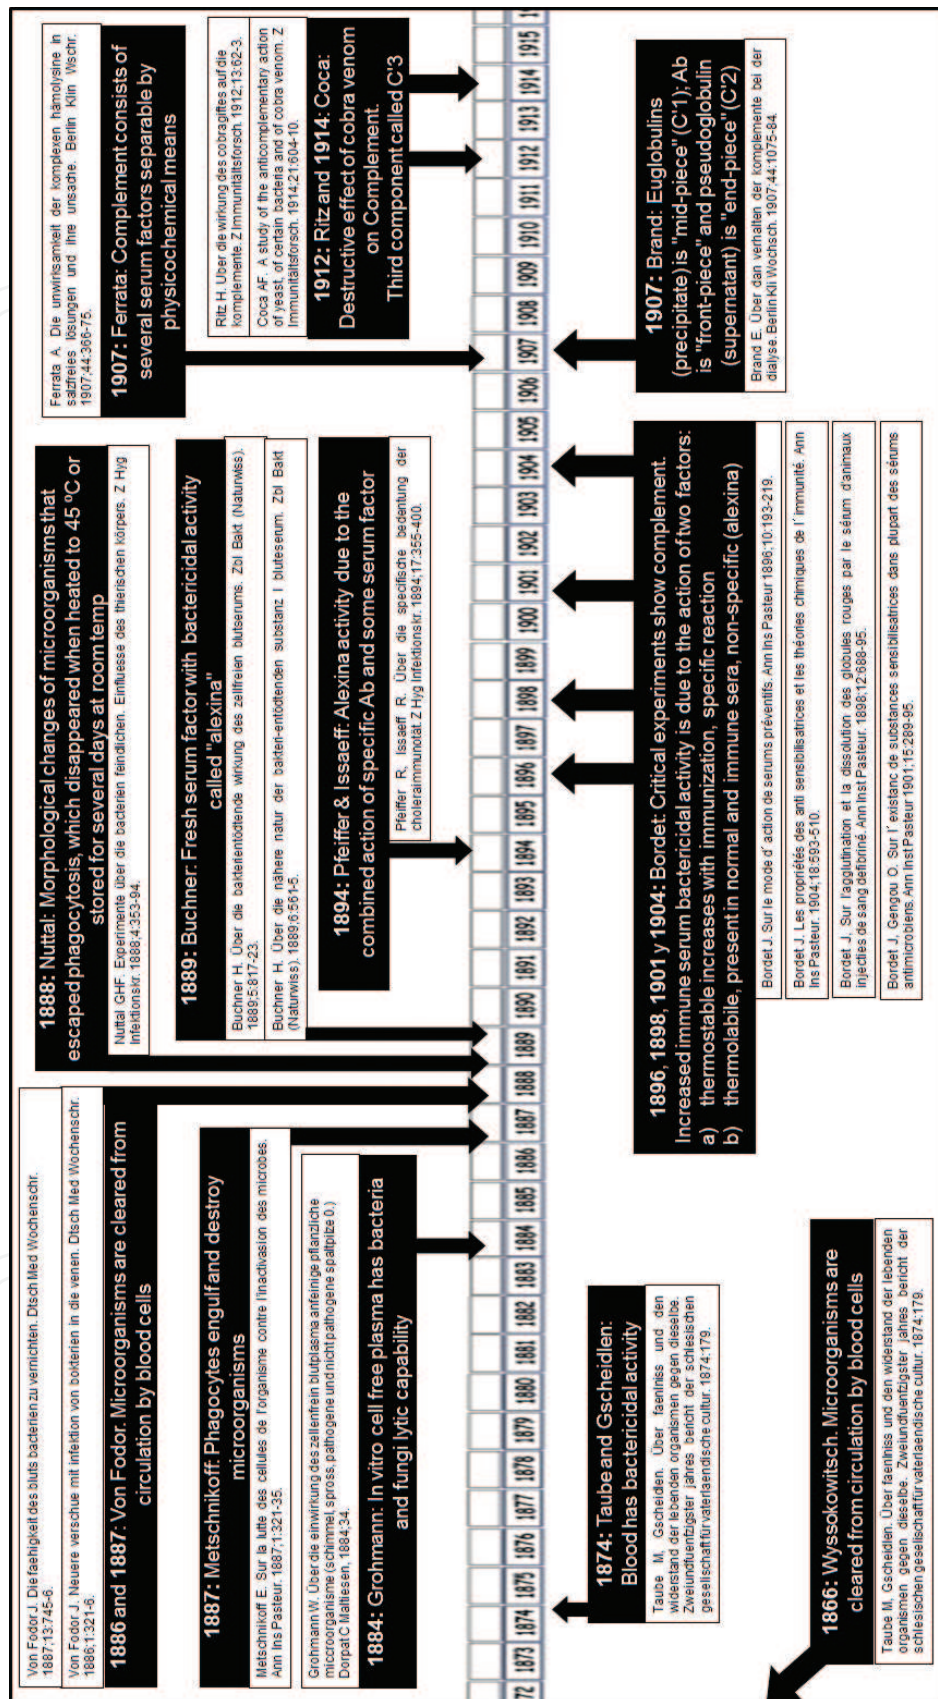 Von Fodor J. Die faehigkeit des bluts bacterien zu vernichten. Dtsch Med Wochenschr.
1887;13:745-6.
Von Fodor J. Neuere verschue mit infektion von bokterien in die venen. Dtsch Med Wochenschr.
1886;1:321-6.
1886 and 1887: Von Fodor. Microorganisms are cleared from
circulation by blood cells
1887: Metschnikoff: Phagocytes engulf and destroy
microorganisms
Metschnikoff E. Sur la lutte des cellules de l'organisme contre l'inactivasion des microbes.
Ann Ins Pasteur. 1887;1:321-35.
Grohmann W. Über die einwirkung des zellenfrein blutplasma anfeinige pflanzliche
miccroorganisme (schimmel, spross, pathogene und nicht pathogene spaltpize 0.)
Dorpat C Mattiesen, 1884;34.
1884: Grohmann: In vitro cell free plasma has bacteria
and fungi lytic capability
1888: Nuttal: Morphological changes of microorganisms that
escaped phagocytosis, which disappeared when heated to 45 ºC or
stored for several days at room temp
Nuttal GHF. Experimente über die bacterien feindlichen. Einfluesse des thierischen körpers. Z Hyg
Infektionskr. 1888;4:353-94.
1889: Buchner: Fresh serum factor with bactericidal activity
called "alexina"
Buchner H. Über die bakterientödtende wirkung des zellfreien blutserums. Zbl Bakt (Naturwiss).
1889;5:817-23.
Buchner H. Über die nähere natur der bakteri-entödtenden substanz I bluteserum. Zbl Bakt
(Naturwiss). 1889;6:561-5.
1894: Pfeiffer & Issaeff: Alexina activity due to the
combined action of specific Ab and some serum factor
Pfeiffer R, Issaeff R. Über die specifische bedentung der
choleraimmunotät. Z Hyg Infektionskr. 1894;17:355-400.
Ferrata A. Die unwirksamkeit der komplexen hämolysine in
salzfreies lösungen und ihre unsache. Berlin Klin Wschr.
1907;44:366-75.
1907: Ferrata: Complement consists of
several serum factors separable by
physicochemical means
Ritz H. Uber die wirkung des cobragiftes auf die
komplemente. Z Immunitätsforsch 1912;13:62-3.
Coca AF. A study of the anticomplementary action
of yeast, of certain bacteria and of cobra venom. Z
Immunitätsforsch. 1914;21:604-10.
1912: Ritz and 1914: Coca:
Destructive effect of cobra venom
on Complement.
Third component called C'3
72 1873 1874 1875 1876 1877 1878 1879 1880 1881 1882 1883 1884 1885 1886 1887 1888 1889 1890 1891 1892 1893 1894 1895 1896 1897 1898 1899 1900 1901 1902 1903 1904 1905 1906 1907 1908 1909 1910 1911 1912 1913 1914 1915 19
1874: Taube and Gscheidlen:
Blood has bactericidal activity
Taube M, Gscheiden. Über faenlniss und den
widerstand der lebenden organismen gegen dieselbe.
Zweiundfuentzigster jahres bericht der schlesischen
gesellschaft für vaterlaendische cultur. 1874:179.
1866: Wyssokowitsch. Microorganisms are
cleared from circulation by blood cells
Taube M, Gscheidlen. Über faenlniss und den widerstand der lebenden
organismen gegen dieselbe. Zweiundfuentzigster jahres bericht der
schlesischen gesellschaft für vaterlaendische cultur. 1874:179.
1896, 1898, 1901 y 1904: Bordet: Critical experiments show complement.
Increased immune serum bactericidal activity is due to the action of two factors:
a) thermostable increases with immunization, specific reaction
b) thermolabile, present in normal and immune sera, non-specific (alexina)
Bordet J. Sur le mode d' action de serums préventifs. Ann Ins Pasteur 1896;10:193-219.
Bordet J, Les propriétés des anti sensibilisatrices et les théories chimiques de l' immunité. Ann
Ins Pasteur. 1904;18:593-510.
Bordet J, Sur l'agglutination et la dissolution des globules rouges par le sérum d'animaux
injecties de sang defibriné. Ann Inst Pasteur. 1898;12:688-95.
Bordet J, Gengou O. Sur l' existanc de substances sensibilisatrices dans plupart des sérums
antimicrobiens. Ann Inst Pasteur 1901;15:289-95.
1907: Brand: Euglobulins
(precipitate) is "mid-piece" (C'1); Ab
is "front-piece" and pseudoglobulin
(supernatant) is "end-piece" (C'2)
Brand E. Über dan verhalten der komplemente bei der
dialyse. Berlin Kli Wochsch. 1907;44:1075-84.